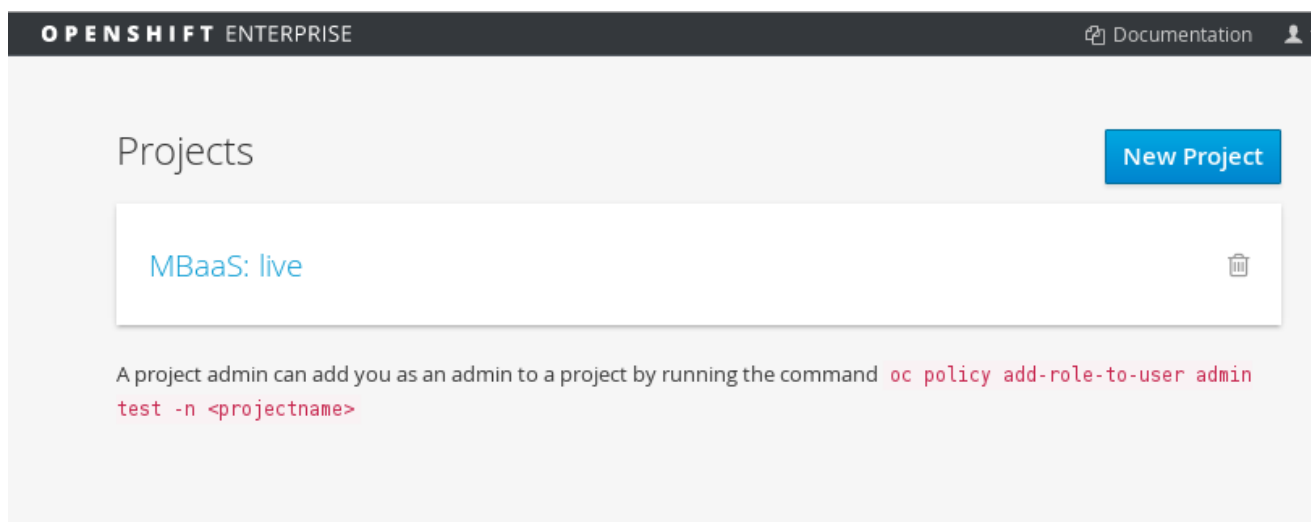 OPENSHIFT ENTERPRISE Documentation
Projects
New Project
MBaaS: live
A project admin can add you as an admin to a project by running the command oc policy add-role-to-user admin
test -n <projectname>